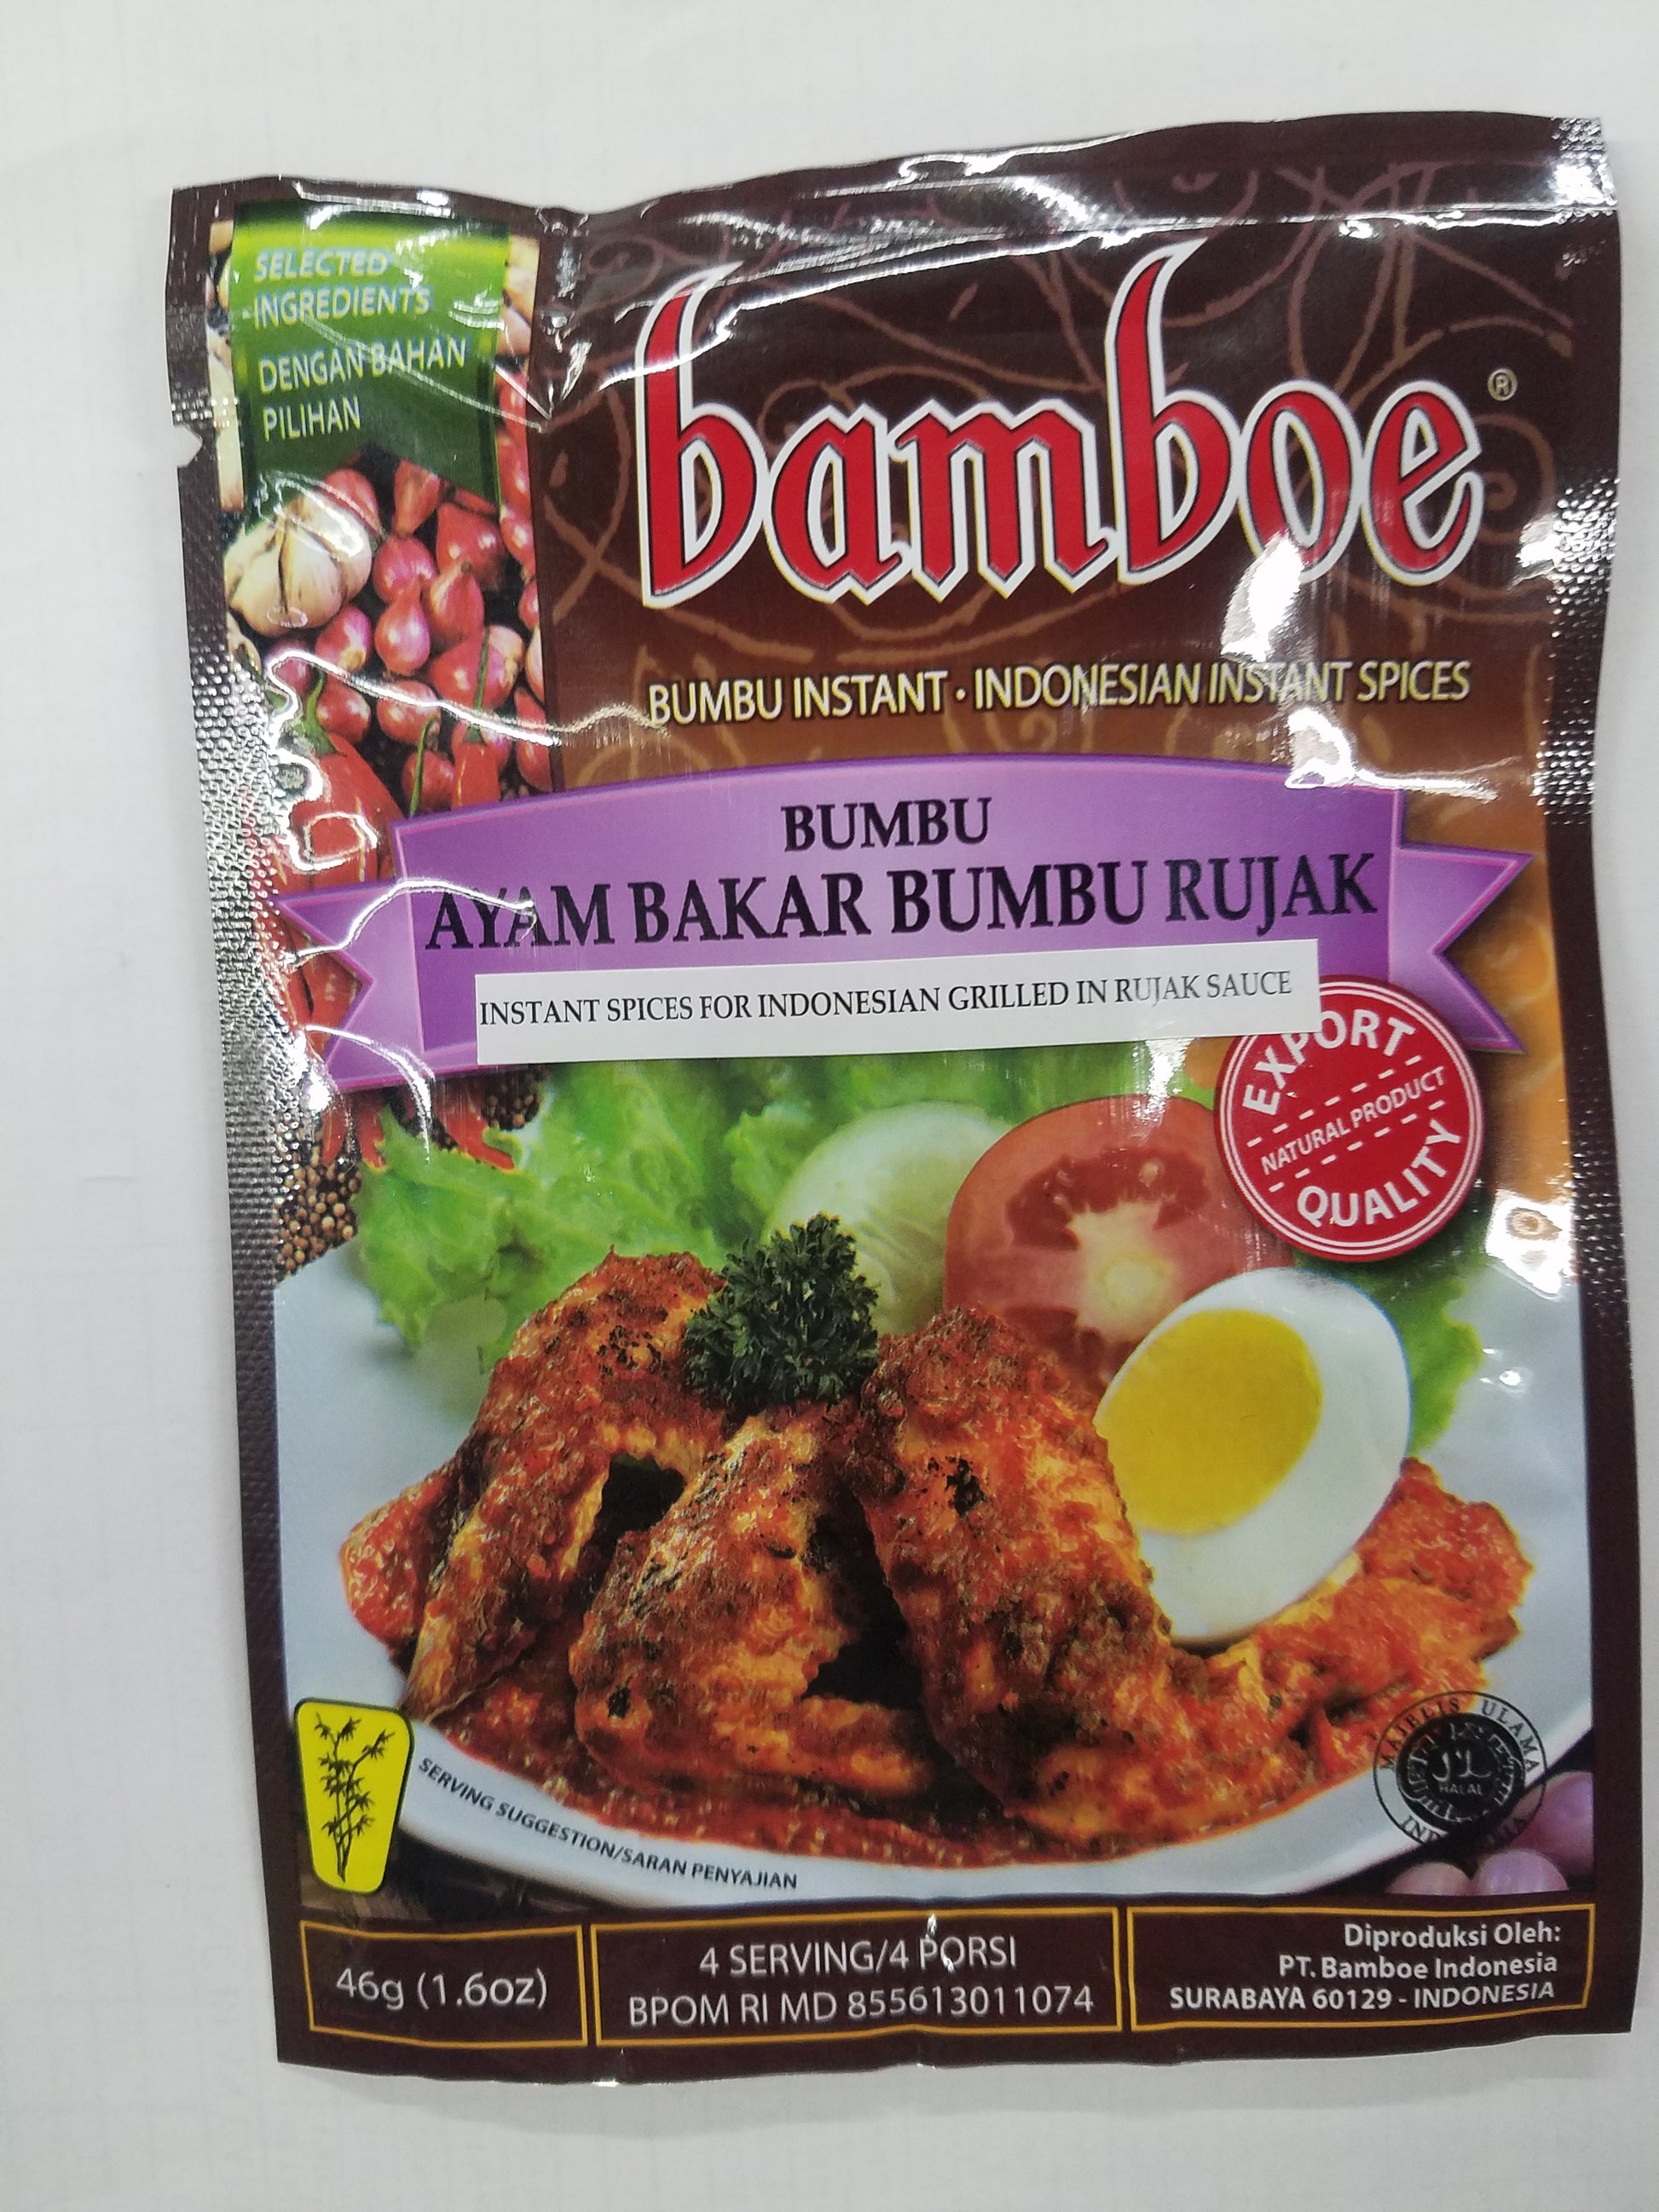 SELECTED
INGREDIENTS
DENGAN BAHAN
PILIHAN
bamboe®
BUMBU INSTANT • INDONESIAN INSTANT SPICES
BUMBU
AYAM BAKAR BUMBU RUJAK
INSTANT SPICES FOR INDONESIAN GRILLED IN RUJAK SAUCE
EXPORT
NATURAL PRODUCT
QUALITY
MAJELIS ULAMA
HALAL
SERVING SUGGESTION/SARAN PENYAJIAN
46g (1.6oz)
4 SERVING/4 PORSI
BPOM RI MD 855613011074
Diproduksi Oleh:
PT. Bamboe Indonesia
SURABAYA 60129 - INDONESIA